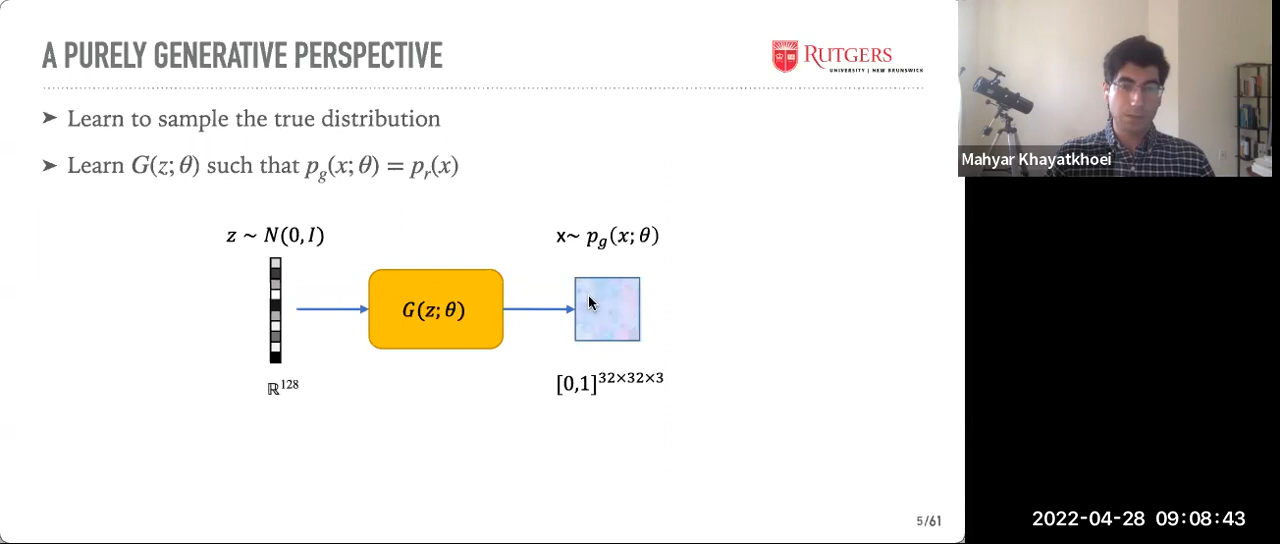 A PURELY GENERATIVE PERSPECTIVE
RUTGERS
UNIVERSITY | NEW BRUNSWICK
➤ Learn to sample the true distribution
➤ Learn G(z; θ) such that p_g(x; θ) = p_r(x)
z ~ N(0, I)
x~ p_g(x; θ)
G(z; θ)
ℝ^128
[0,1]^32×32×3
5/61
Mahyar Khayatkhoei
2022-04-28 09:08:43